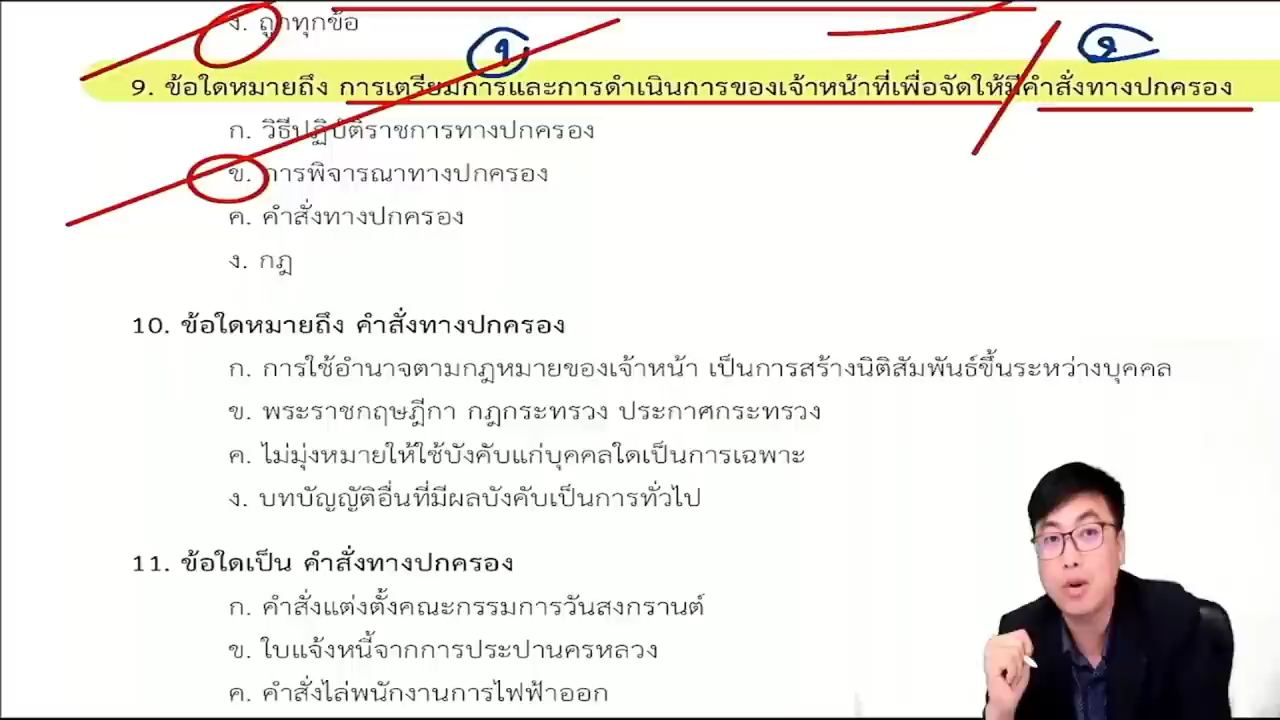 ง. ถูกทุกข้อ
๑ ๒
9. ข้อใดหมายถึง การเตรียมการและการดำเนินการของเจ้าหน้าที่เพื่อจัดให้มีคำสั่งทางปกครอง
ก. วิธีปฏิบัติราชการทางปกครอง
ข. การพิจารณาทางปกครอง
ค. คำสั่งทางปกครอง
ง. กฎ
10. ข้อใดหมายถึง คำสั่งทางปกครอง
ก. การใช้อำนาจตามกฎหมายของเจ้าหน้า เป็นการสร้างนิติสัมพันธ์ขึ้นระหว่างบุคคล
ข. พระราชกฤษฎีกา กฎกระทรวง ประกาศกระทรวง
ค. ไม่มุ่งหมายให้ใช้บังคับแก่บุคคลใดเป็นการเฉพาะ
ง. บทบัญญัติอื่นที่มีผลบังคับเป็นการทั่วไป
11. ข้อใดเป็น คำสั่งทางปกครอง
ก. คำสั่งแต่งตั้งคณะกรรมการวันสงกรานต์
ข. ใบแจ้งหนี้จากการประปานครหลวง
ค. คำสั่งไล่พนักงานการไฟฟ้าออก